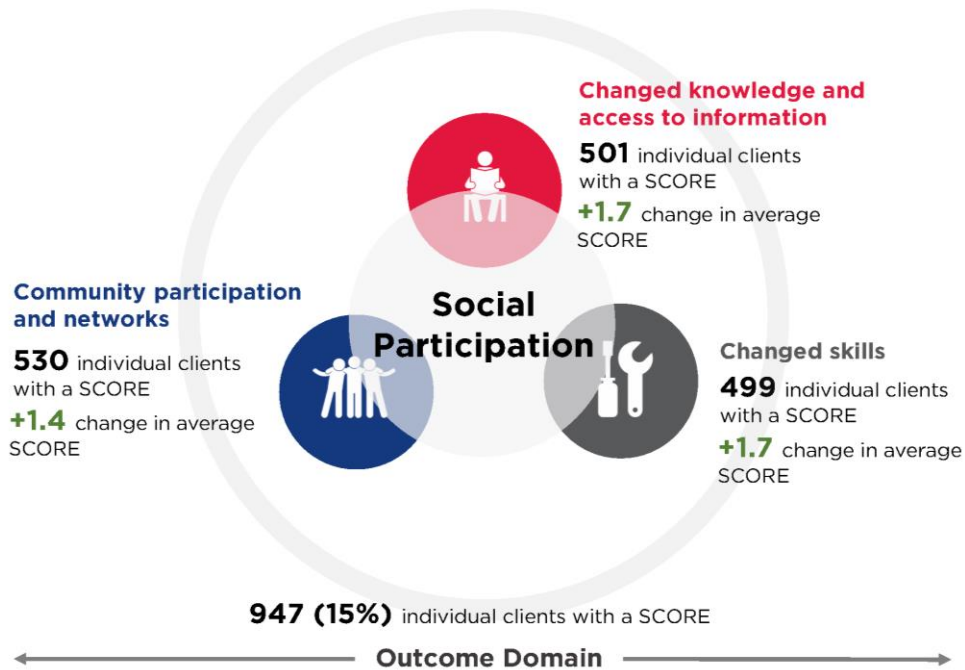 Changed knowledge and
access to information
501 individual clients
with a SCORE
+1.7 change in average
SCORE
Community participation
and networks
530 individual clients
with a SCORE
+1.4 change in average
SCORE
Social
Participation
Changed skills
499 individual clients
with a SCORE
+1.7 change in average
SCORE
947 (15%) individual clients with a SCORE
Outcome Domain